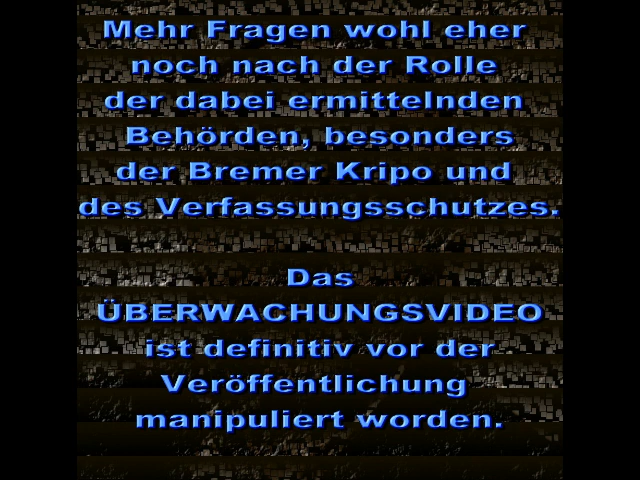 Mehr Fragen wohl eher
noch nach der Rolle
der dabei ermittelnden
Behörden, besonders
der Bremer Kripo und
des Verfassungsschutzes.
Das
ÜBERWACHUNGSVIDEO
ist definitiv vor der
Veröffentlichung
manipuliert worden.